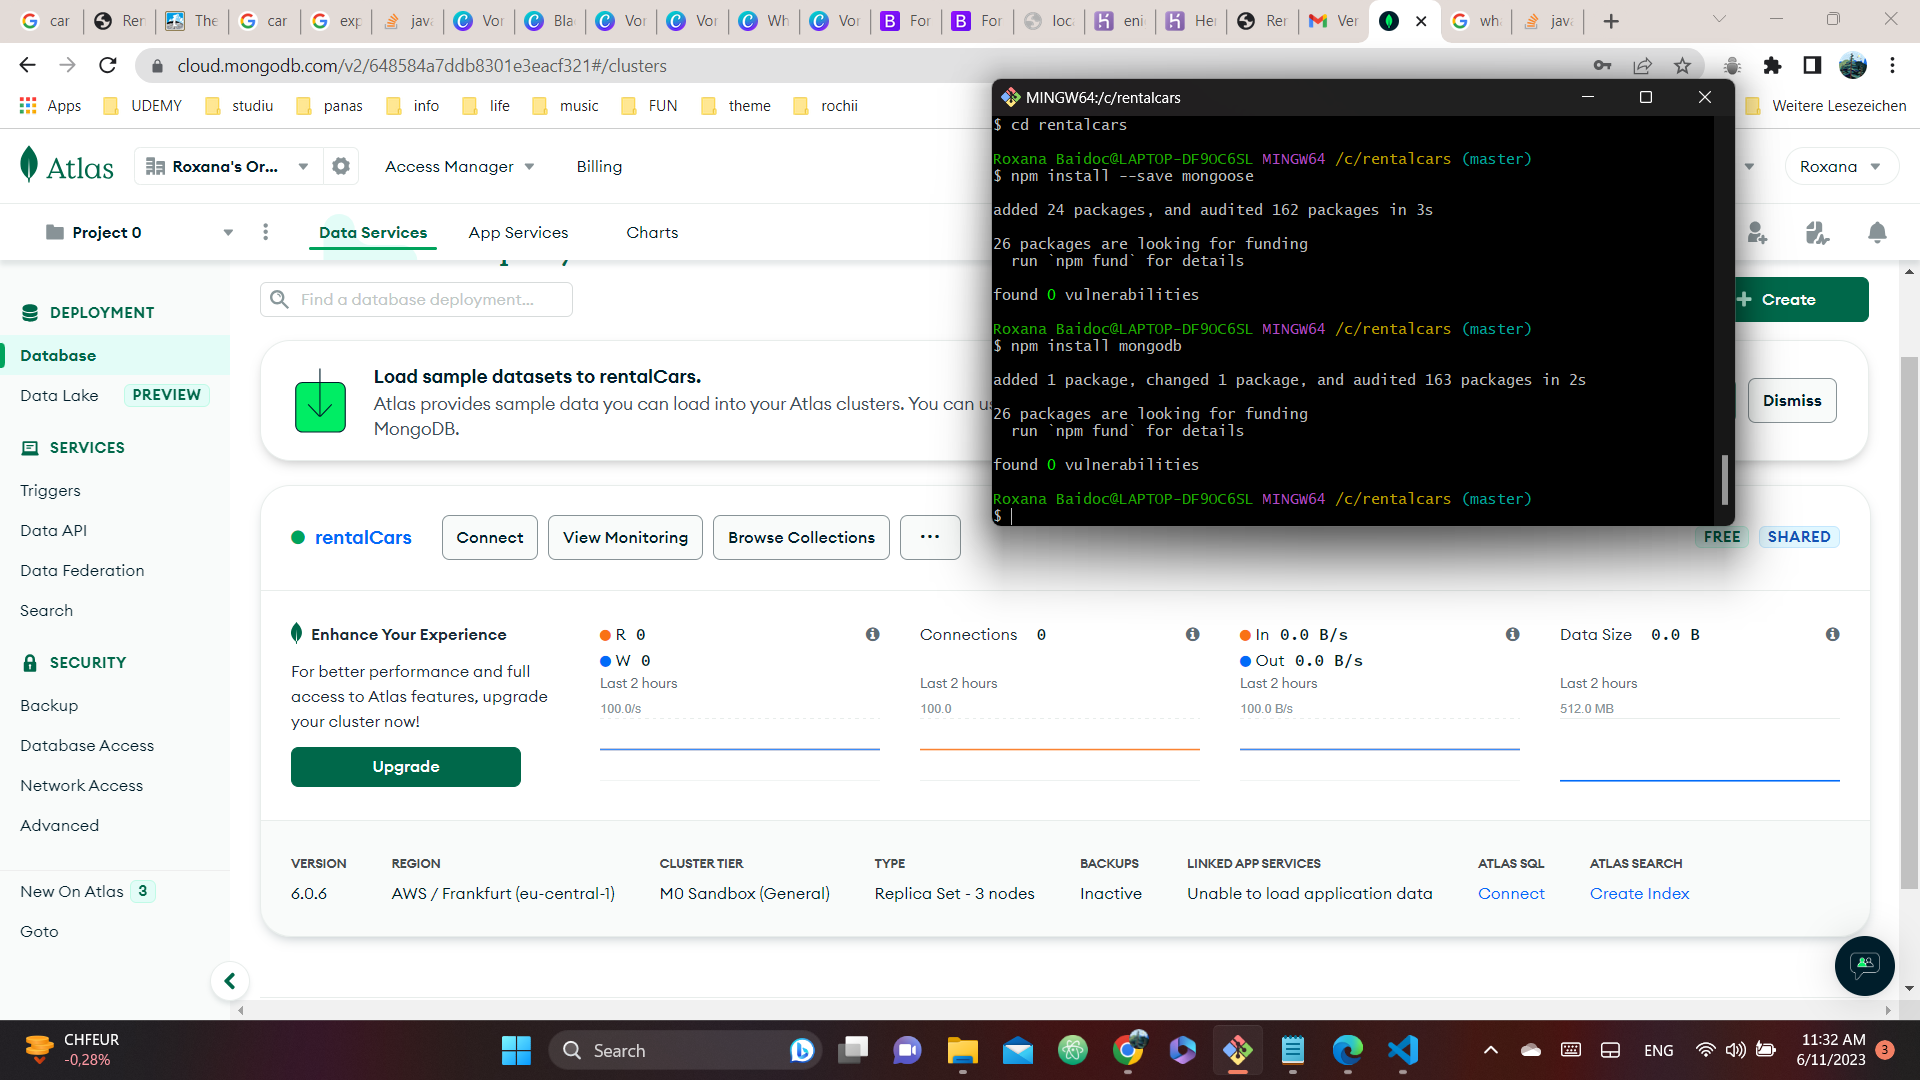 car
Rer
The
car
exp
java
Vor
Bla
Vor
Vor
Wh
Vor
For
For
loca
enig
Her
Rer
Ver
wha
java
cloud.mongodb.com/v2/648584a7ddb8301e3eacf321#/clusters
Apps UDEMY studiu panas info life music FUN theme rochii Weitere Lesezeichen
Atlas Roxana's Or... Access Manager Billing Roxana
Project 0 Data Services App Services Charts
Find a database deployment...
+ Create
DEPLOYMENT
Database
Data Lake PREVIEW
SERVICES
Triggers
Data API
Data Federation
Search
SECURITY
Backup
Database Access
Network Access
Advanced
New On Atlas 3
Goto
Load sample datasets to rentalCars.
Atlas provides sample data you can load into your Atlas clusters. You can
MongoDB.
Dismiss
MINGW64:/c/rentalcars
$ cd rentalcars
Roxana Baidoc@LAPTOP-DF9OC6SL MINGW64 /c/rentalcars (master)
$ npm install --save mongoose
added 24 packages, and audited 162 packages in 3s
26 packages are looking for funding
run `npm fund` for details
found 0 vulnerabilities
Roxana Baidoc@LAPTOP-DF9OC6SL MINGW64 /c/rentalcars (master)
$ npm install mongodb
added 1 package, changed 1 package, and audited 163 packages in 2s
26 packages are looking for funding
run `npm fund` for details
found 0 vulnerabilities
Roxana Baidoc@LAPTOP-DF9OC6SL MINGW64 /c/rentalcars (master)
$
rentalCars Connect View Monitoring Browse Collections ... FREE SHARED
Enhance Your Experience
For better performance and full
access to Atlas features, upgrade
your cluster now!
Upgrade
R 0
W 0
Last 2 hours
100.0/s
Connections 0
Last 2 hours
100.0
In 0.0 B/s
Out 0.0 B/s
Last 2 hours
100.0 B/s
Data Size 0.0 B
Last 2 hours
512.0 MB
VERSION REGION CLUSTER TIER TYPE BACKUPS LINKED APP SERVICES ATLAS SQL ATLAS SEARCH
6.0.6 AWS / Frankfurt (eu-central-1) M0 Sandbox (General) Replica Set - 3 nodes Inactive Unable to load application data Connect Create Index
CHFEUR
-0,28%
Search
ENG
11:32 AM
6/11/2023
3